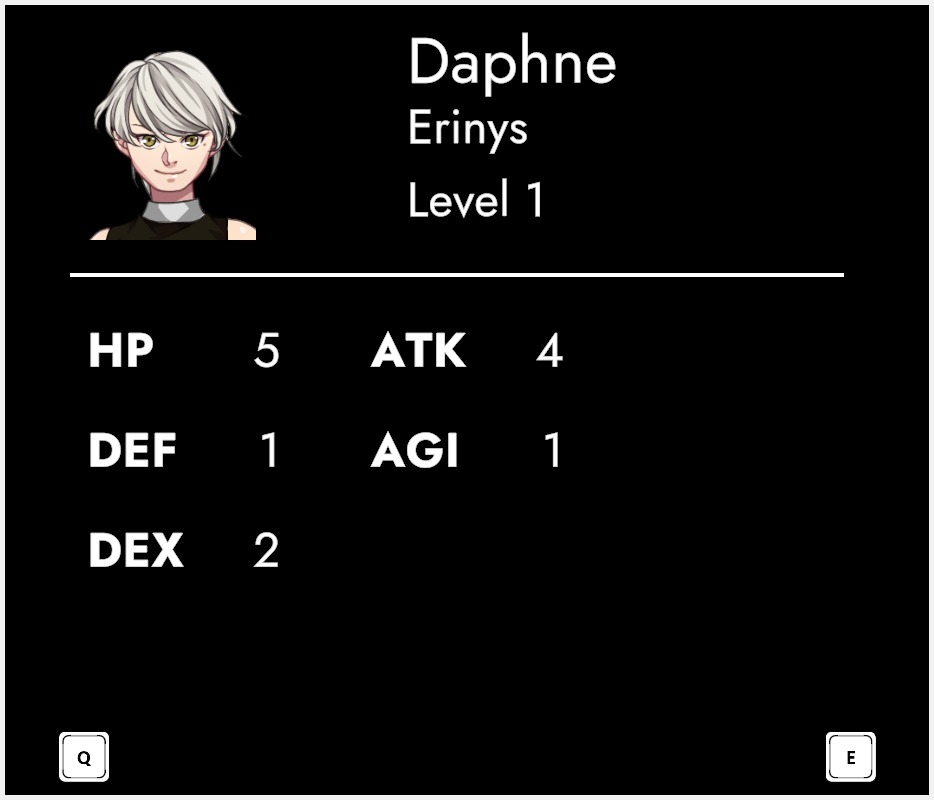 Daphne
Erinys
Level 1
HP 5 ATK 4
DEF 1 AGI 1
DEX 2
Q E